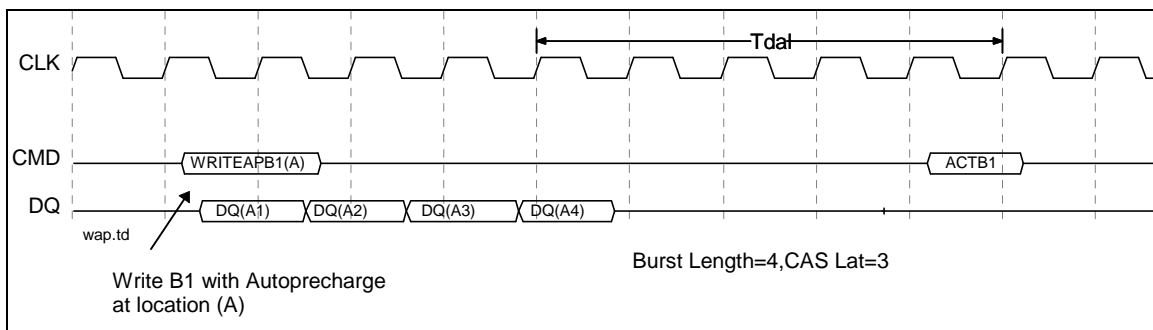 Tdal
CLK
CMD WRITEAPB1(A) ACTB1
DQ DQ(A1) DQ(A2) DQ(A3) DQ(A4)
wap.td
Burst Length=4,CAS Lat=3
Write B1 with Autoprecharge
at location (A)